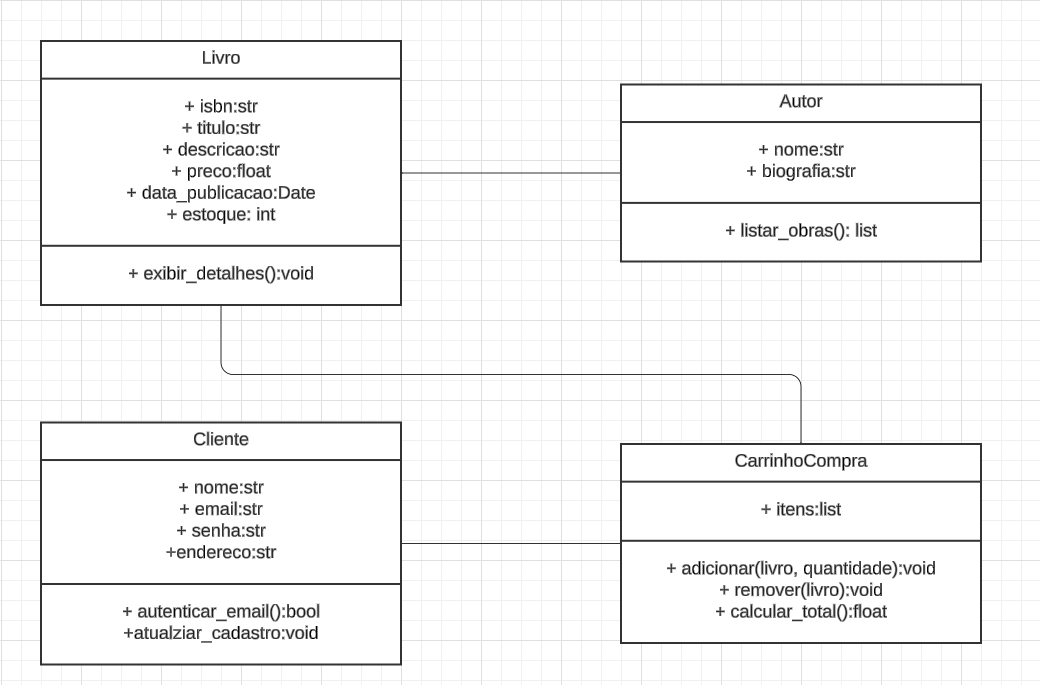 Livro
+ isbn:str
+ titulo:str
+ descricao:str
+ preco:float
+ data_publicacao:Date
+ estoque: int
+ exibir_detalhes():void
Autor
+ nome:str
+ biografia:str
+ listar_obras(): list
Cliente
+ nome:str
+ email:str
+ senha:str
+endereco:str
+ autenticar_email():bool
+atualziar_cadastro:void
CarrinhoCompra
+ itens:list
+ adicionar(livro, quantidade):void
+ remover(livro):void
+ calcular_total():float